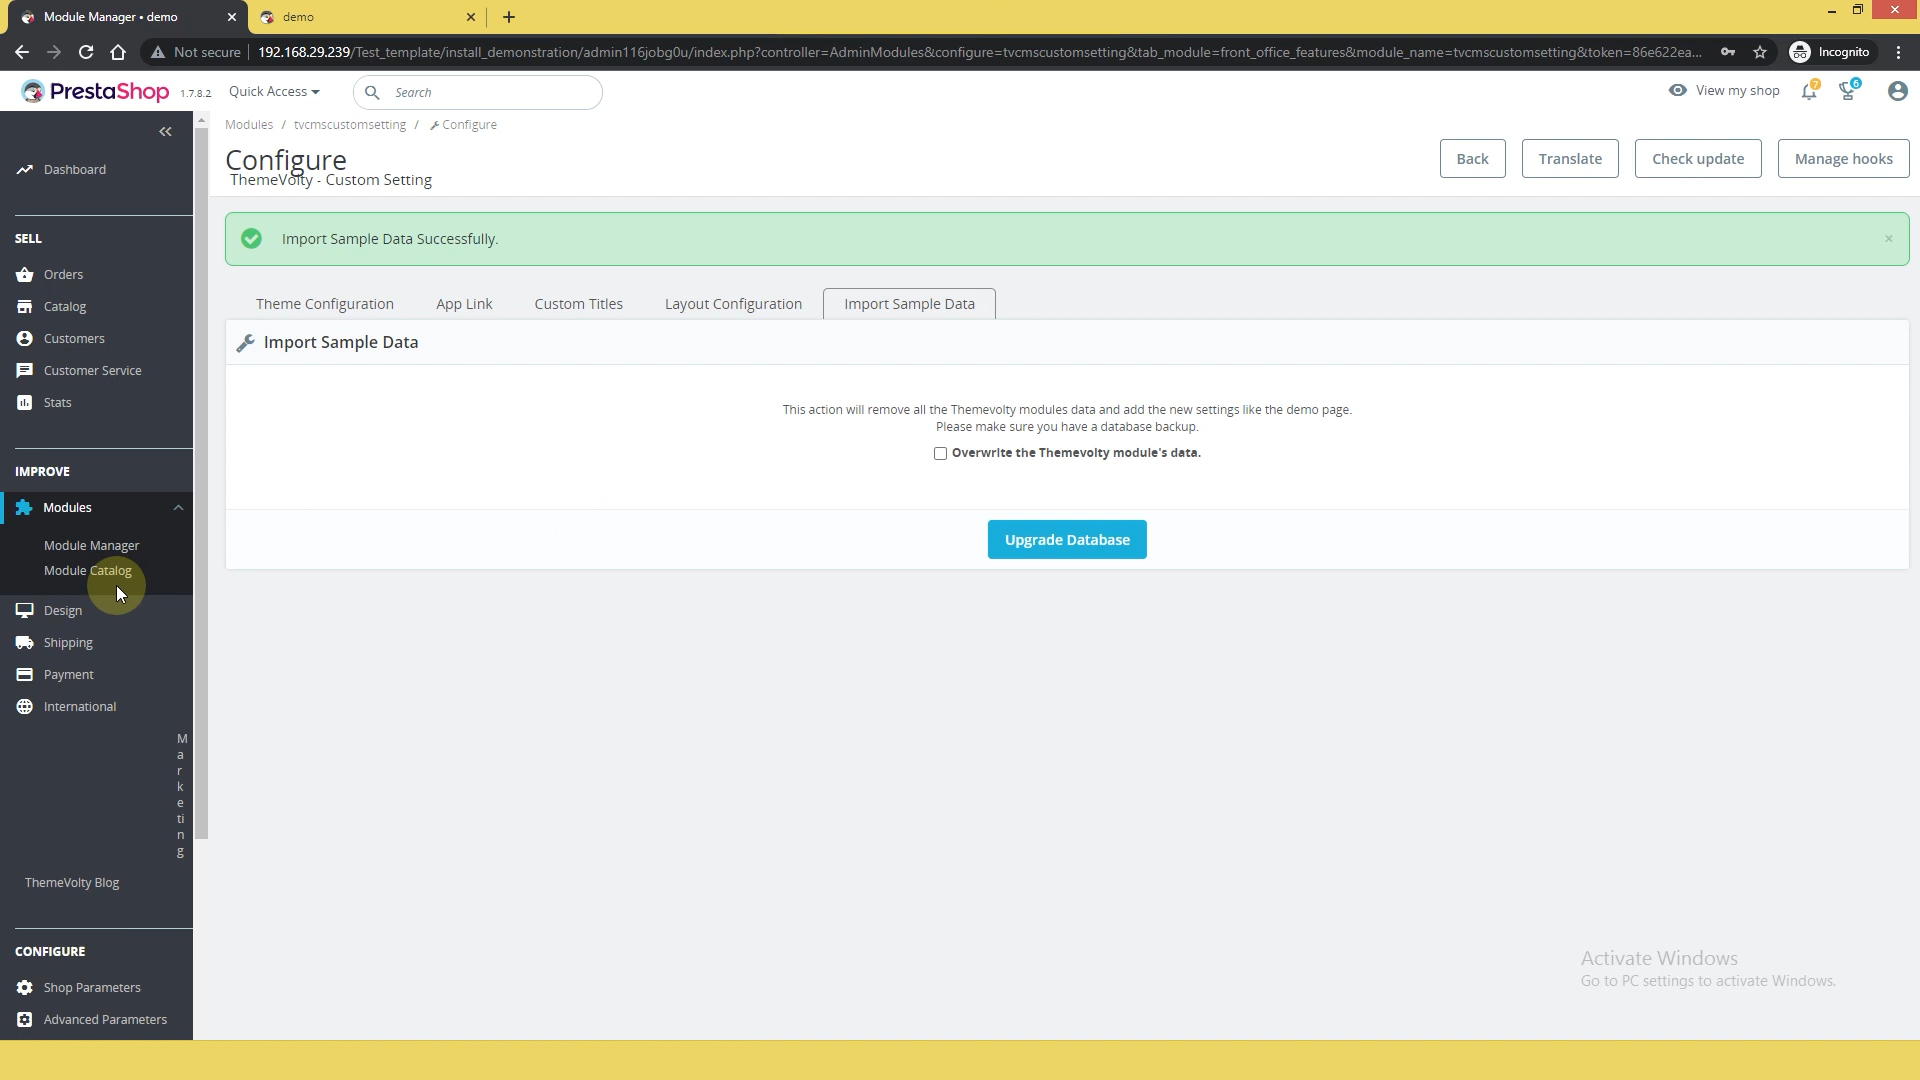 Module Manager • demo
demo
Not secure
192.168.29.239/Test_template/install_demonstration/admin116jobg0u/index.php?controller=AdminModules&configure=tvcmscustomsetting&tab_module=front_office_features&module_name=tvcmscustomsetting&token=86e622ea...
Incognito
PrestaShop
1.7.8.2
Quick Access
Search
View my shop
7
6
Modules / tvcmscustomsetting / Configure
Configure
ThemeVolty - Custom Setting
Back
Translate
Check update
Manage hooks
Dashboard
SELL
Orders
Catalog
Customers
Customer Service
Stats
IMPROVE
Modules
Module Manager
Module Catalog
Design
Shipping
Payment
International
Marketing
ThemeVolty Blog
CONFIGURE
Shop Parameters
Advanced Parameters
Import Sample Data Successfully.
Theme Configuration
App Link
Custom Titles
Layout Configuration
Import Sample Data
Import Sample Data
This action will remove all the Themevolty modules data and add the new settings like the demo page.
Please make sure you have a database backup.
Overwrite the Themevolty module's data.
Upgrade Database
Activate Windows
Go to PC settings to activate Windows.